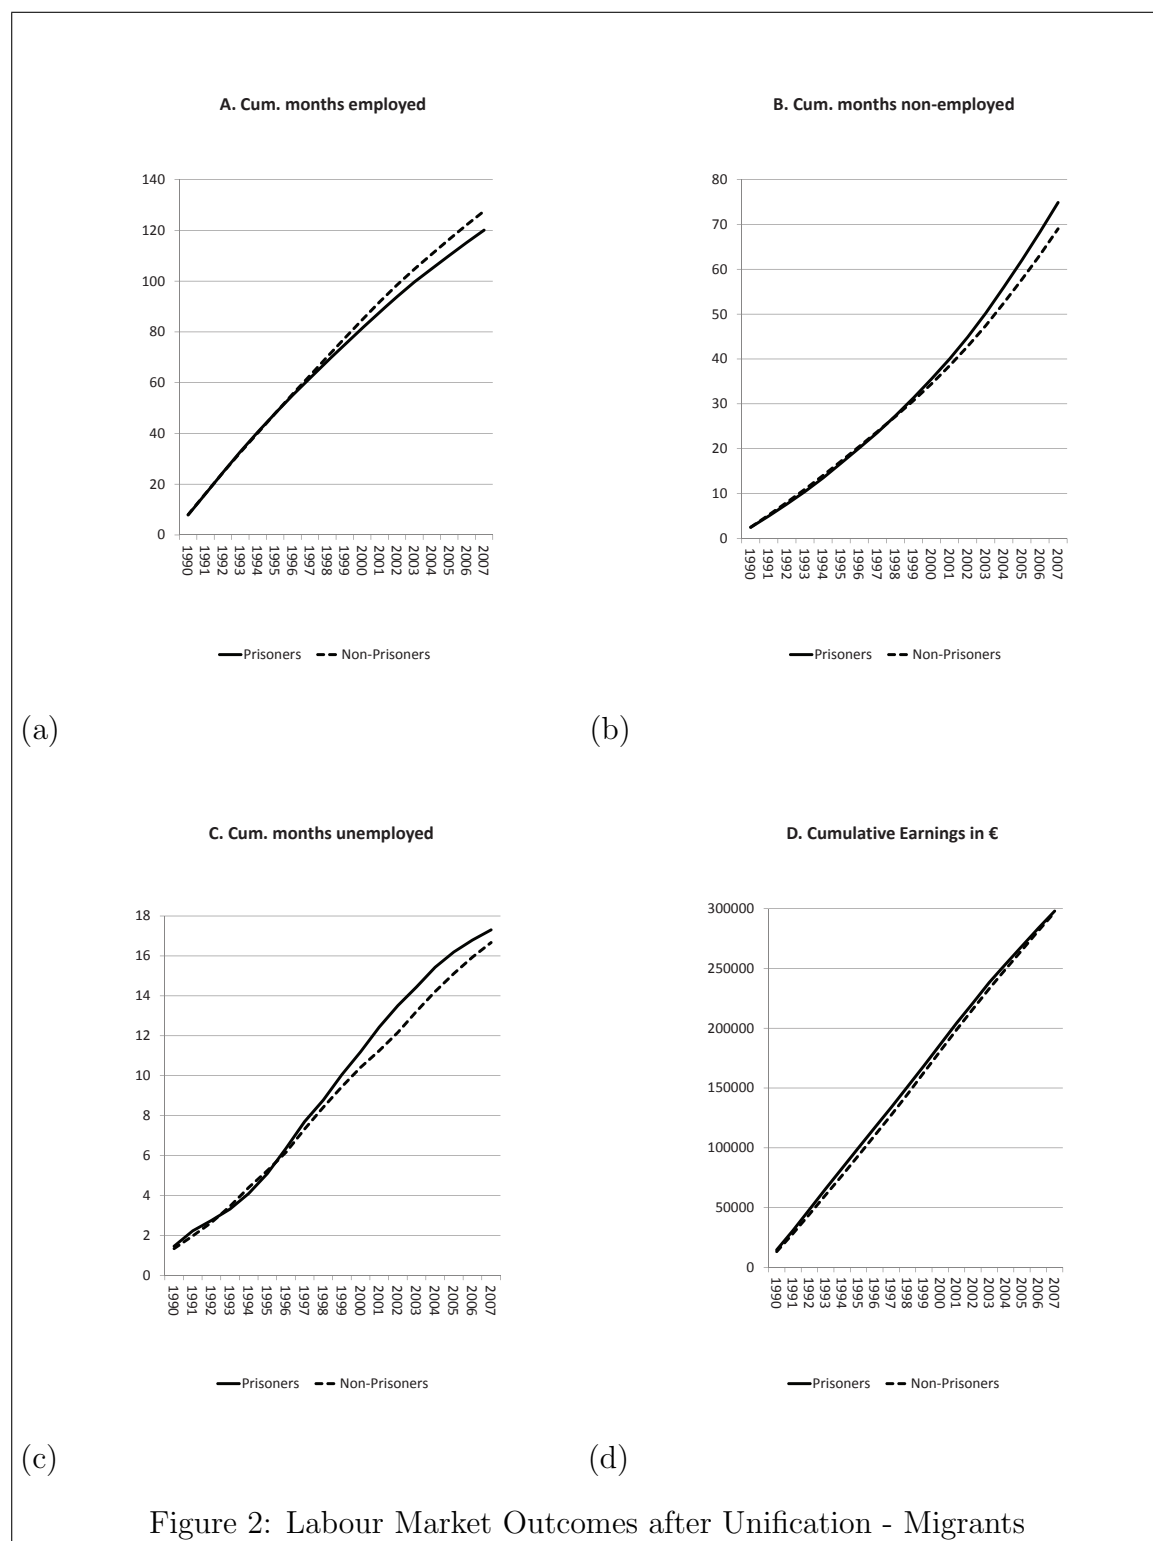 A. Cum. months employed
140
120
100
80
60
40
20
0
1990 1991 1992 1993 1994 1995 1996 1997 1998 1999 2000 2001 2002 2003 2004 2005 2006 2007
Prisoners Non-Prisoners
(a)
B. Cum. months non-employed
80
70
60
50
40
30
20
10
0
1990 1991 1992 1993 1994 1995 1996 1997 1998 1999 2000 2001 2002 2003 2004 2005 2006 2007
Prisoners Non-Prisoners
(b)
C. Cum. months unemployed
18
16
14
12
10
8
6
4
2
0
1990 1991 1992 1993 1994 1995 1996 1997 1998 1999 2000 2001 2002 2003 2004 2005 2006 2007
Prisoners Non-Prisoners
(c)
D. Cumulative Earnings in €
300000
250000
200000
150000
100000
50000
0
1990 1991 1992 1993 1994 1995 1996 1997 1998 1999 2000 2001 2002 2003 2004 2005 2006 2007
Prisoners Non-Prisoners
(d)
Figure 2: Labour Market Outcomes after Unification - Migrants